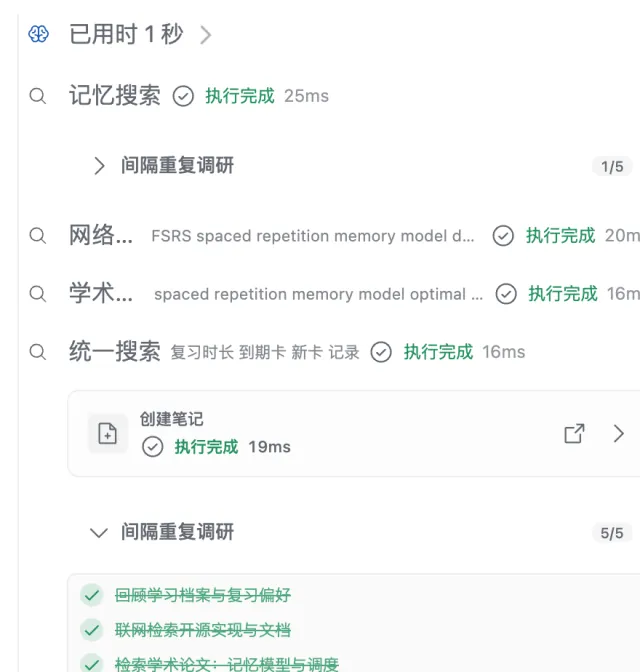 已用时 1 秒
记忆搜索 执行完成 25ms
间隔重复调研 1/5
网络... FSRS spaced repetition memory model d... 执行完成 20m
学术... spaced repetition memory model optimal ... 执行完成 16m
统一搜索 复习时长 到期卡 新卡 记录 执行完成 16ms
创建笔记
执行完成 19ms
间隔重复调研 5/5
回顾学习档案与复习偏好
联网检索开源实现与文档
检索学术论文：记忆模型与调度